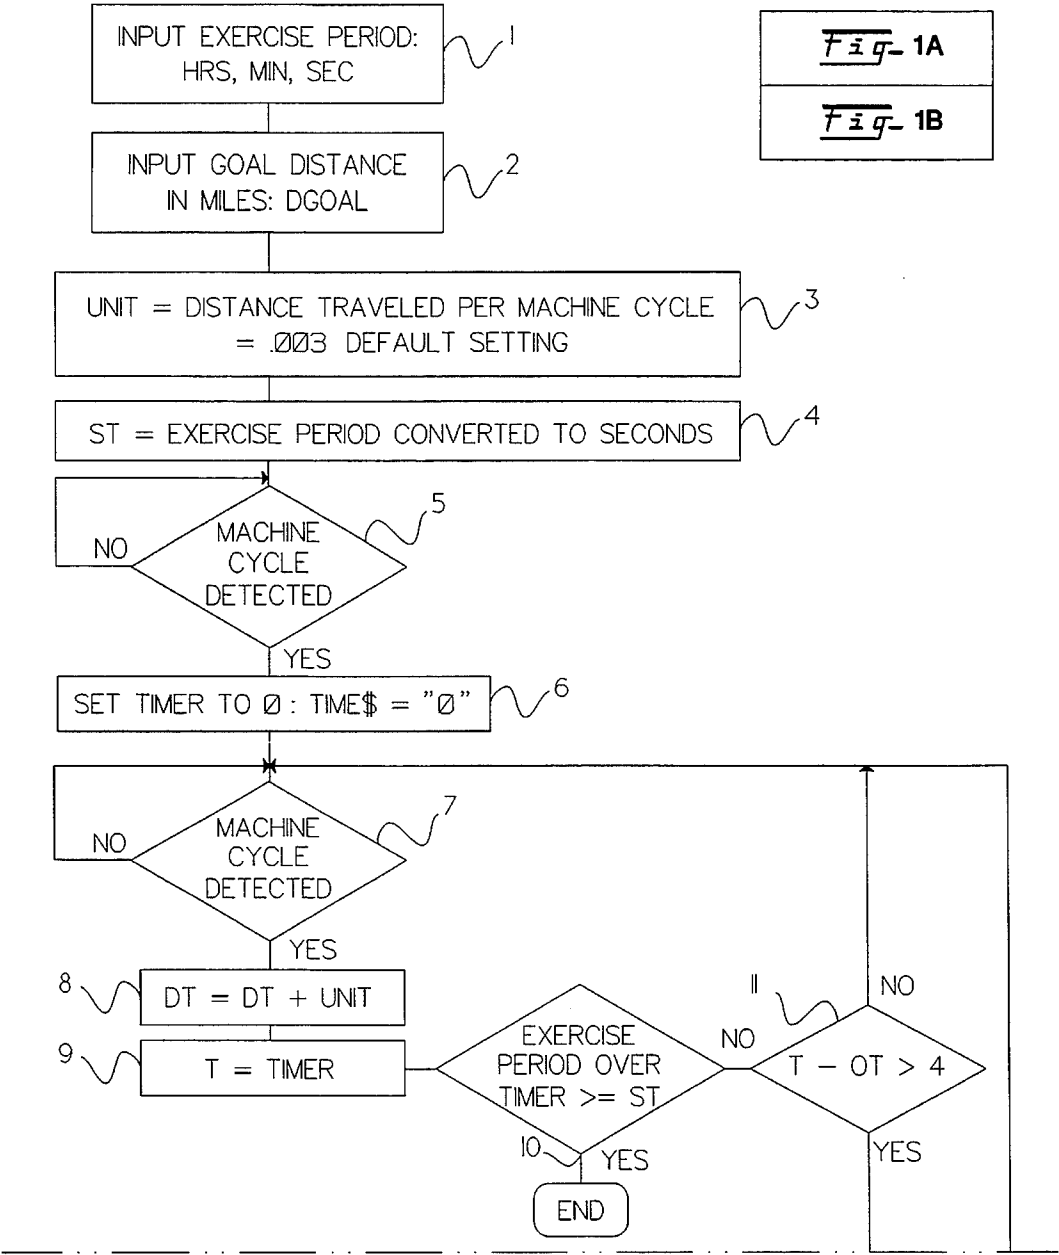 INPUT EXERCISE PERIOD:
HRS, MIN, SEC
1
Fig_ 1A
Fig_ 1B
INPUT GOAL DISTANCE
IN MILES: DGOAL
2
UNIT = DISTANCE TRAVELED PER MACHINE CYCLE
= .003 DEFAULT SETTING
3
ST = EXERCISE PERIOD CONVERTED TO SECONDS
4
MACHINE
CYCLE
DETECTED
5
NO
YES
SET TIMER TO 0 : TIME$ = "0"
6
MACHINE
CYCLE
DETECTED
7
NO
YES
8
DT = DT + UNIT
9
T = TIMER
EXERCISE
PERIOD OVER
TIMER >= ST
10
YES
END
NO
11
T - OT > 4
NO
YES